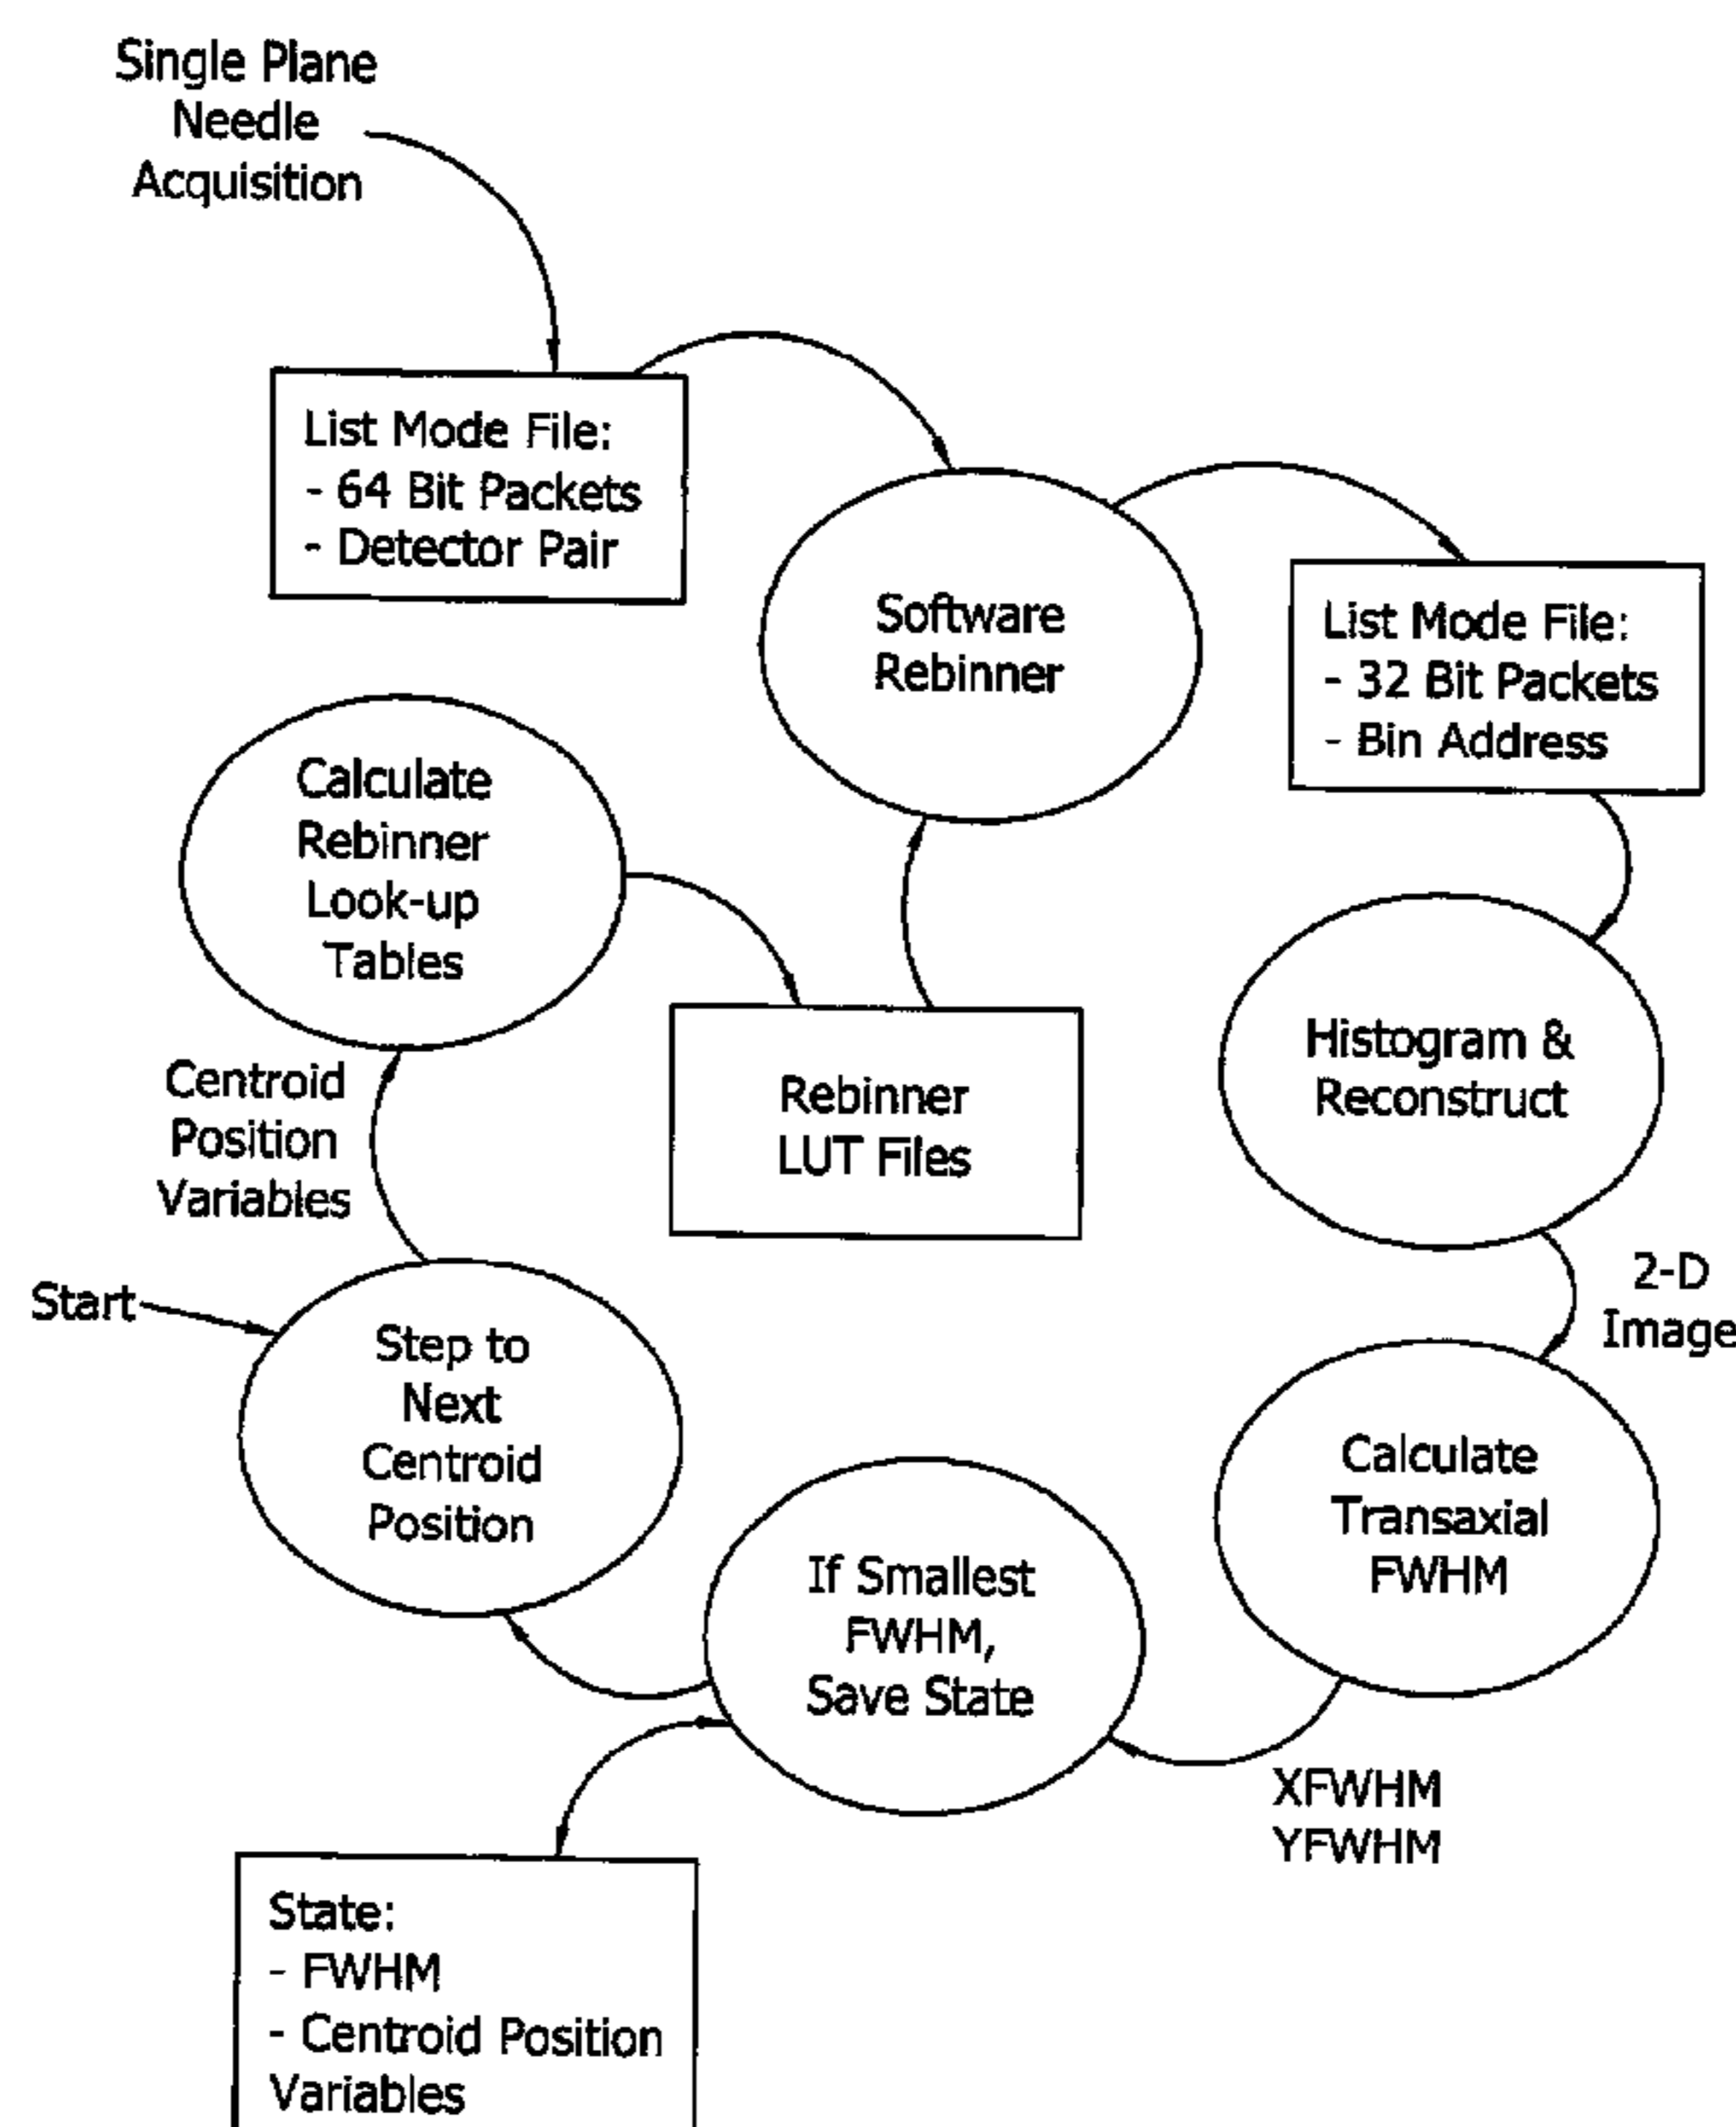 Single Plane
Needle
Acquisition
List Mode File:
- 64 Bit Packets
- Detector Pair
Software
Rebinner
List Mode File:
- 32 Bit Packets
- Bin Address
Calculate
Rebinner
Look-up
Tables
Centroid
Position
Variables
Rebinner
LUT Files
Histogram &
Reconstruct
2-D
Image
Start
Step to
Next
Centroid
Position
Calculate
Transaxial
FWHM
If Smallest
FWHM,
Save State
XFWHM
YFWHM
State:
- FWHM
- Centroid Position
Variables